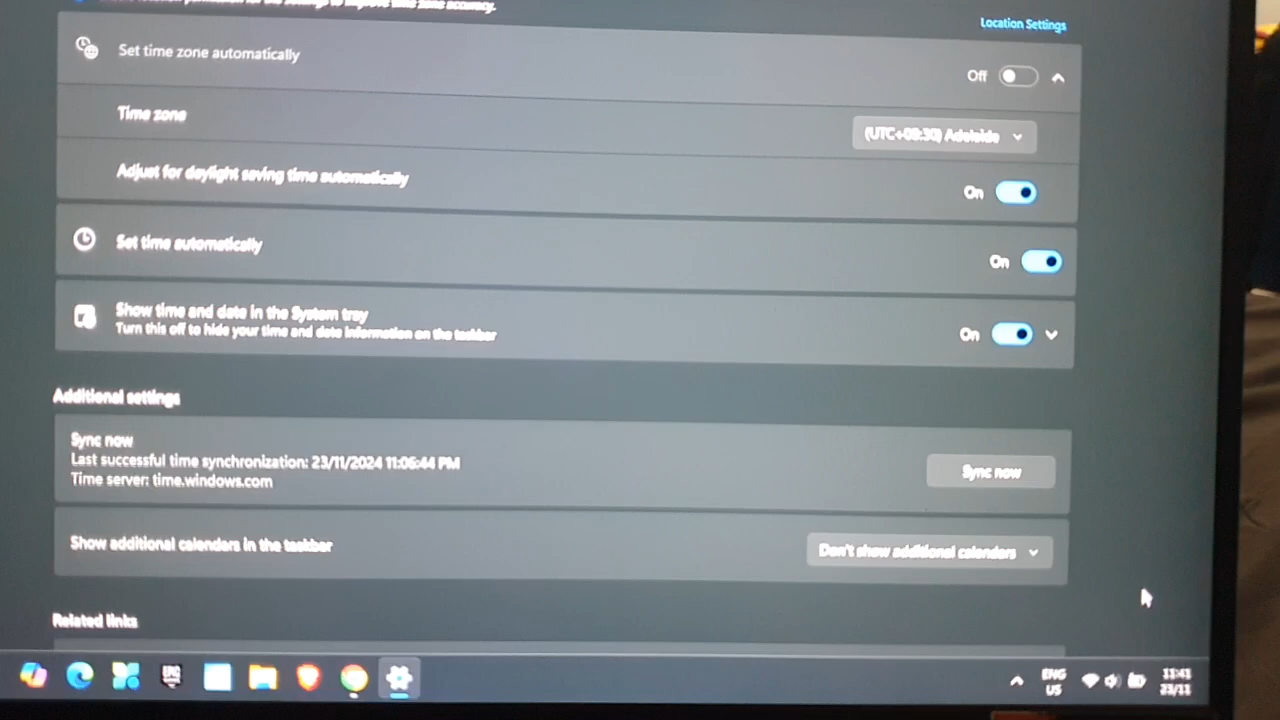 Location Settings
Set time zone automatically
Off
Time zone
(UTC+09:30) Adelaide
Adjust for daylight saving time automatically
On
Set time automatically
On
Show time and date in the System tray
Turn this off to hide your time and date information on the taskbar
On
Additional settings
Sync now
Last successful time synchronization: 23/11/2024 11:06:44 PM
Time server: time.windows.com
Sync now
Show additional calendars in the taskbar
Don't show additional calendars
Related links
EPIC
ENG
US
23/11